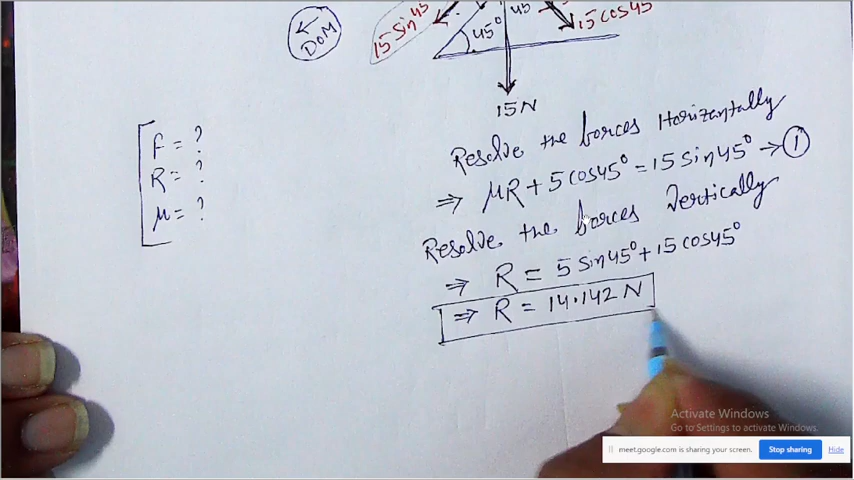 ← DOM
15 Sin45
45°
45
15 cos45
15N
F = ?
R = ?
μ = ?
Resolve the forces Horizontally
⇒ μR + 5 cos45° = 15 sin45° → ①
Resolve the forces Vertically
⇒ R = 5 sin45° + 15 cos45°
⇒ R = 14.142 N
Activate Windows
Go to Settings to activate Windows.
meet.google.com is sharing your screen.
Stop sharing
Hide